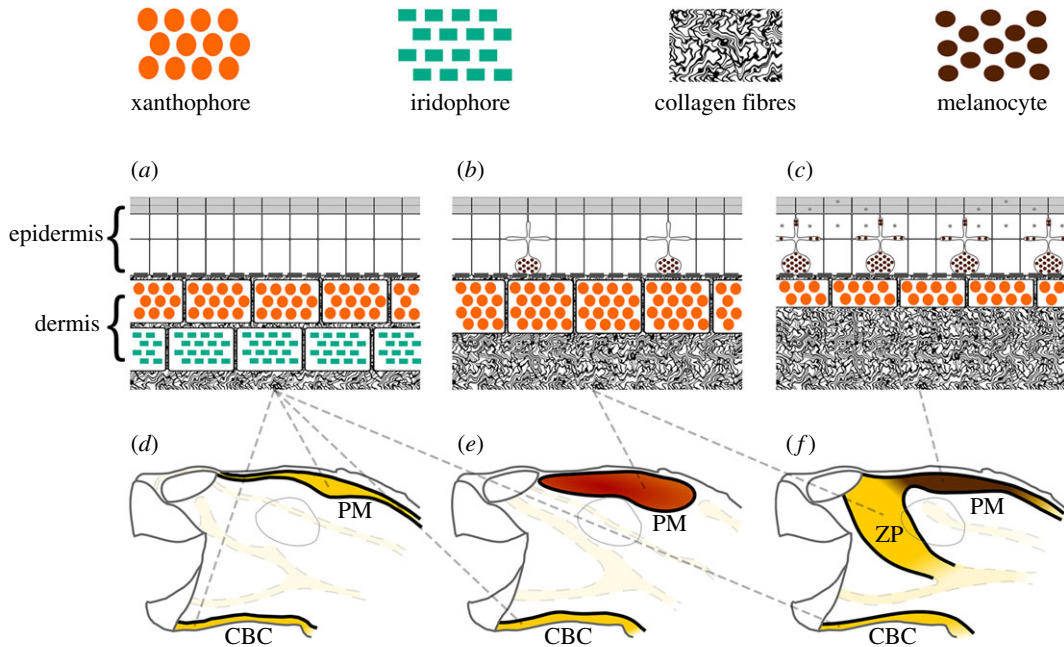 xanthophore
iridophore
collagen fibres
melanocyte
(a)
(b)
(c)
epidermis
dermis
(d)
(e)
(f)
PM
PM
PM
ZP
CBC
CBC
CBC